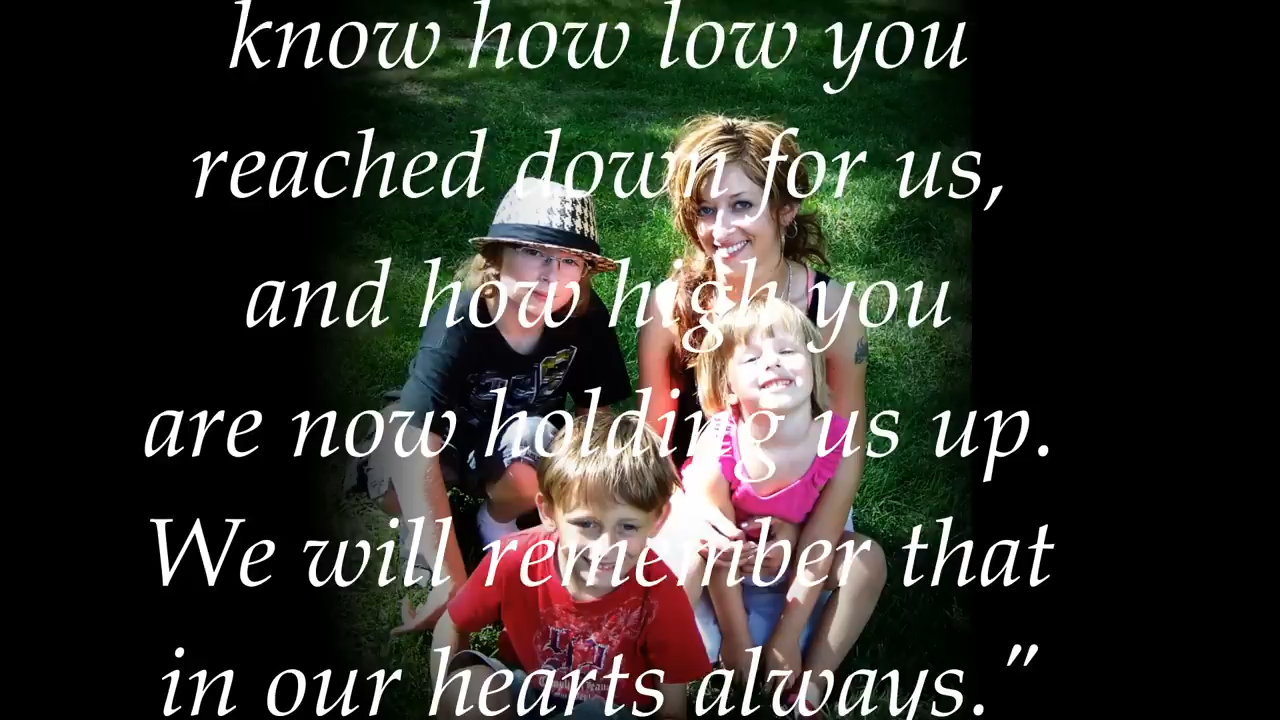 know how low you
reached down for us,
and how high you
are now holding us up.
We will remember that
in our hearts always.”